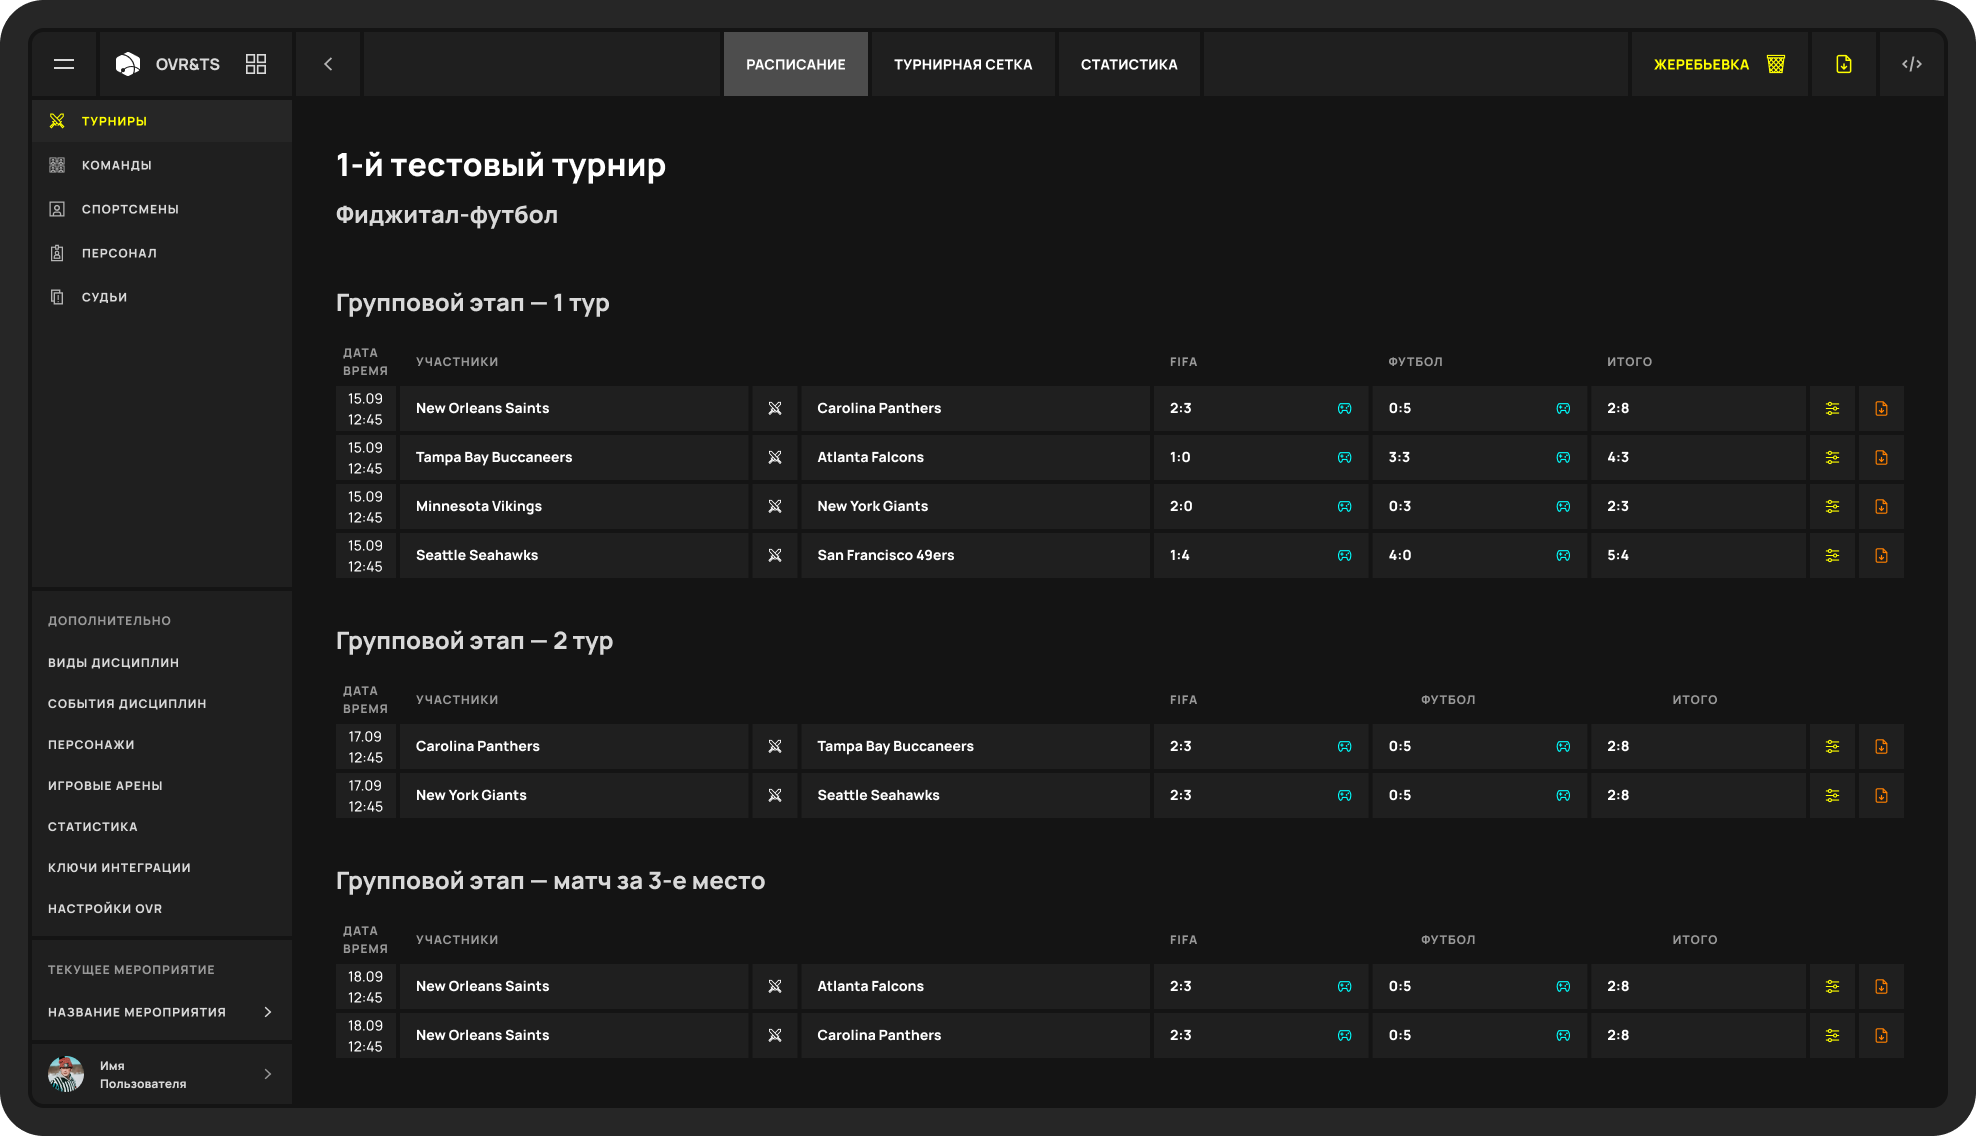 OVR&TS
РАСПИСАНИЕ
ТУРНИРНАЯ СЕТКА
СТАТИСТИКА
ЖЕРЕБЬЕВКА
ТУРНИРЫ
КОМАНДЫ
СПОРТСМЕНЫ
ПЕРСОНАЛ
СУДЬИ
ДОПОЛНИТЕЛЬНО
ВИДЫ ДИСЦИПЛИН
СОБЫТИЯ ДИСЦИПЛИН
ПЕРСОНАЖИ
ИГРОВЫЕ АРЕНЫ
СТАТИСТИКА
КЛЮЧИ ИНТЕГРАЦИИ
НАСТРОЙКИ OVR
ТЕКУЩЕЕ МЕРОПРИЯТИЕ
НАЗВАНИЕ МЕРОПРИЯТИЯ
Имя
Пользователя
1-й тестовый турнир
Фиджитал-футбол
Групповой этап — 1 тур
ДАТА
ВРЕМЯ
УЧАСТНИКИ FIFA ФУТБОЛ ИТОГО
15.09
12:45
New Orleans Saints Carolina Panthers 2:3 0:5 2:8
15.09
12:45
Tampa Bay Buccaneers Atlanta Falcons 1:0 3:3 4:3
15.09
12:45
Minnesota Vikings New York Giants 2:0 0:3 2:3
15.09
12:45
Seattle Seahawks San Francisco 49ers 1:4 4:0 5:4
Групповой этап — 2 тур
ДАТА
ВРЕМЯ
УЧАСТНИКИ FIFA ФУТБОЛ ИТОГО
17.09
12:45
Carolina Panthers Tampa Bay Buccaneers 2:3 0:5 2:8
17.09
12:45
New York Giants Seattle Seahawks 2:3 0:5 2:8
Групповой этап — матч за 3-е место
ДАТА
ВРЕМЯ
УЧАСТНИКИ FIFA ФУТБОЛ ИТОГО
18.09
12:45
New Orleans Saints Atlanta Falcons 2:3 0:5 2:8
18.09
12:45
New Orleans Saints Carolina Panthers 2:3 0:5 2:8